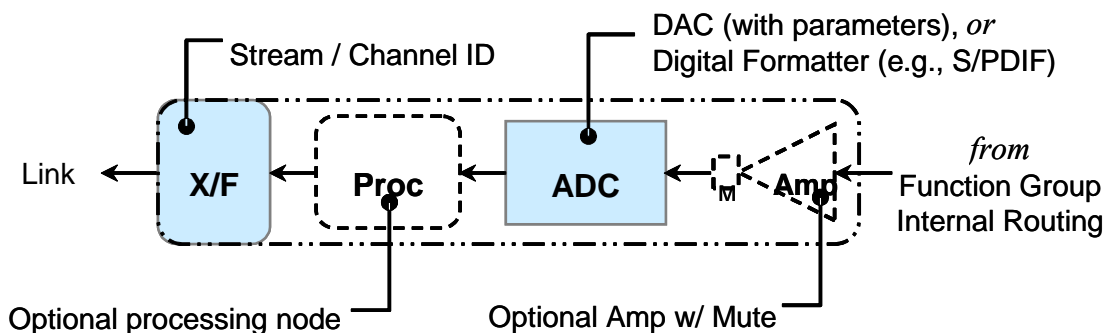 DAC (with parameters), or
Stream / Channel ID
Digital Formatter (e.g., S/PDIF)
Link
X/F
Proc
ADC
M
Amp
from
Function Group
Internal Routing
Optional processing node
Optional Amp w/ Mute